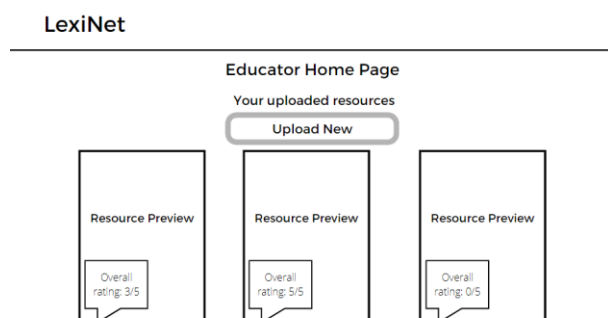 LexiNet
Educator Home Page
Your uploaded resources
Upload New
Resource Preview
Resource Preview
Resource Preview
Overall
rating: 3/5
Overall
rating: 5/5
Overall
rating: 0/5